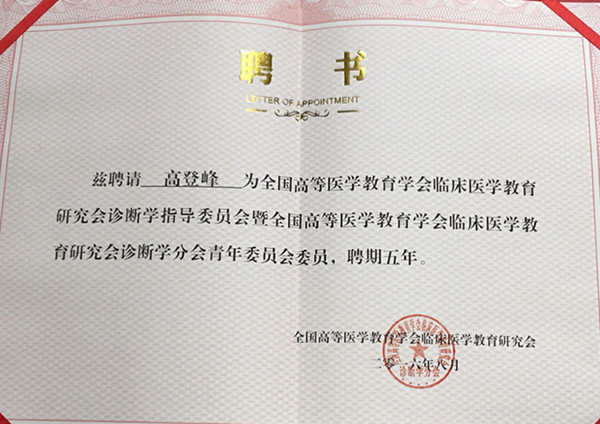 聘书
LETTER OF APPOINTMENT
兹聘请 高登峰 为全国高等医学教育学会临床医学教育
研究会诊断学指导委员会暨全国高等医学教育学会临床医学教
育研究会诊断学分会青年委员会委员，聘期五年。
全国高等医学教育学会临床医学教育研究会
二零一六年八月